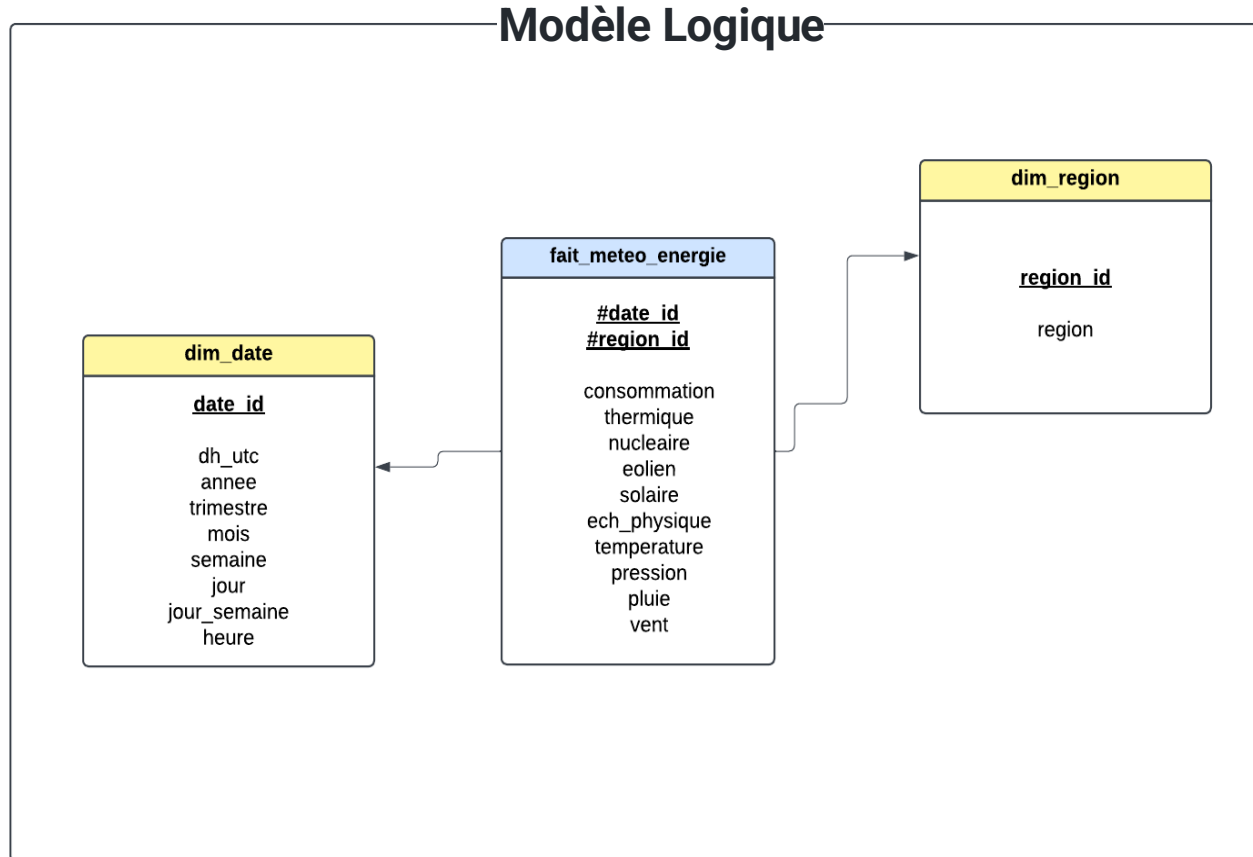 Modèle Logique
dim_date
date_id
dh_utc
annee
trimestre
mois
semaine
jour
jour_semaine
heure
fait_meteo_energie
#date_id
#region_id
consommation
thermique
nucleaire
eolien
solaire
ech_physique
temperature
pression
pluie
vent
dim_region
region_id
region